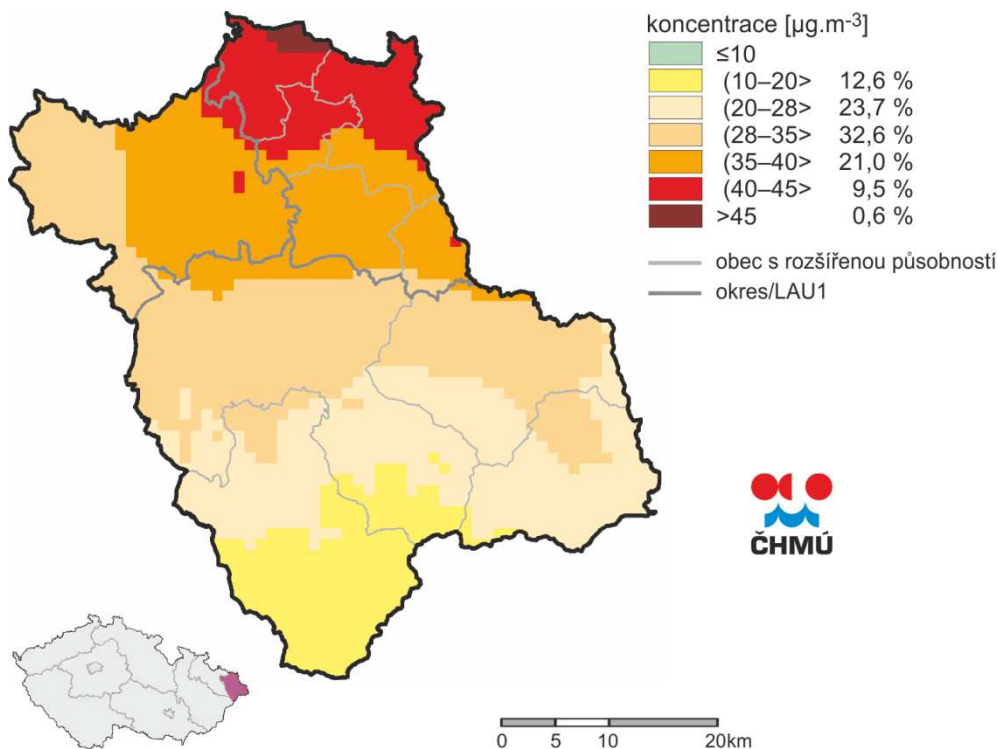 koncentrace [µg.m-3]
≤10
(10–20> 12,6 %
(20–28> 23,7 %
(28–35> 32,6 %
(35–40> 21,0 %
(40–45> 9,5 %
>45 0,6 %
obec s rozšířenou působností
okres/LAU1
ČHMÚ
0 5 10 20km